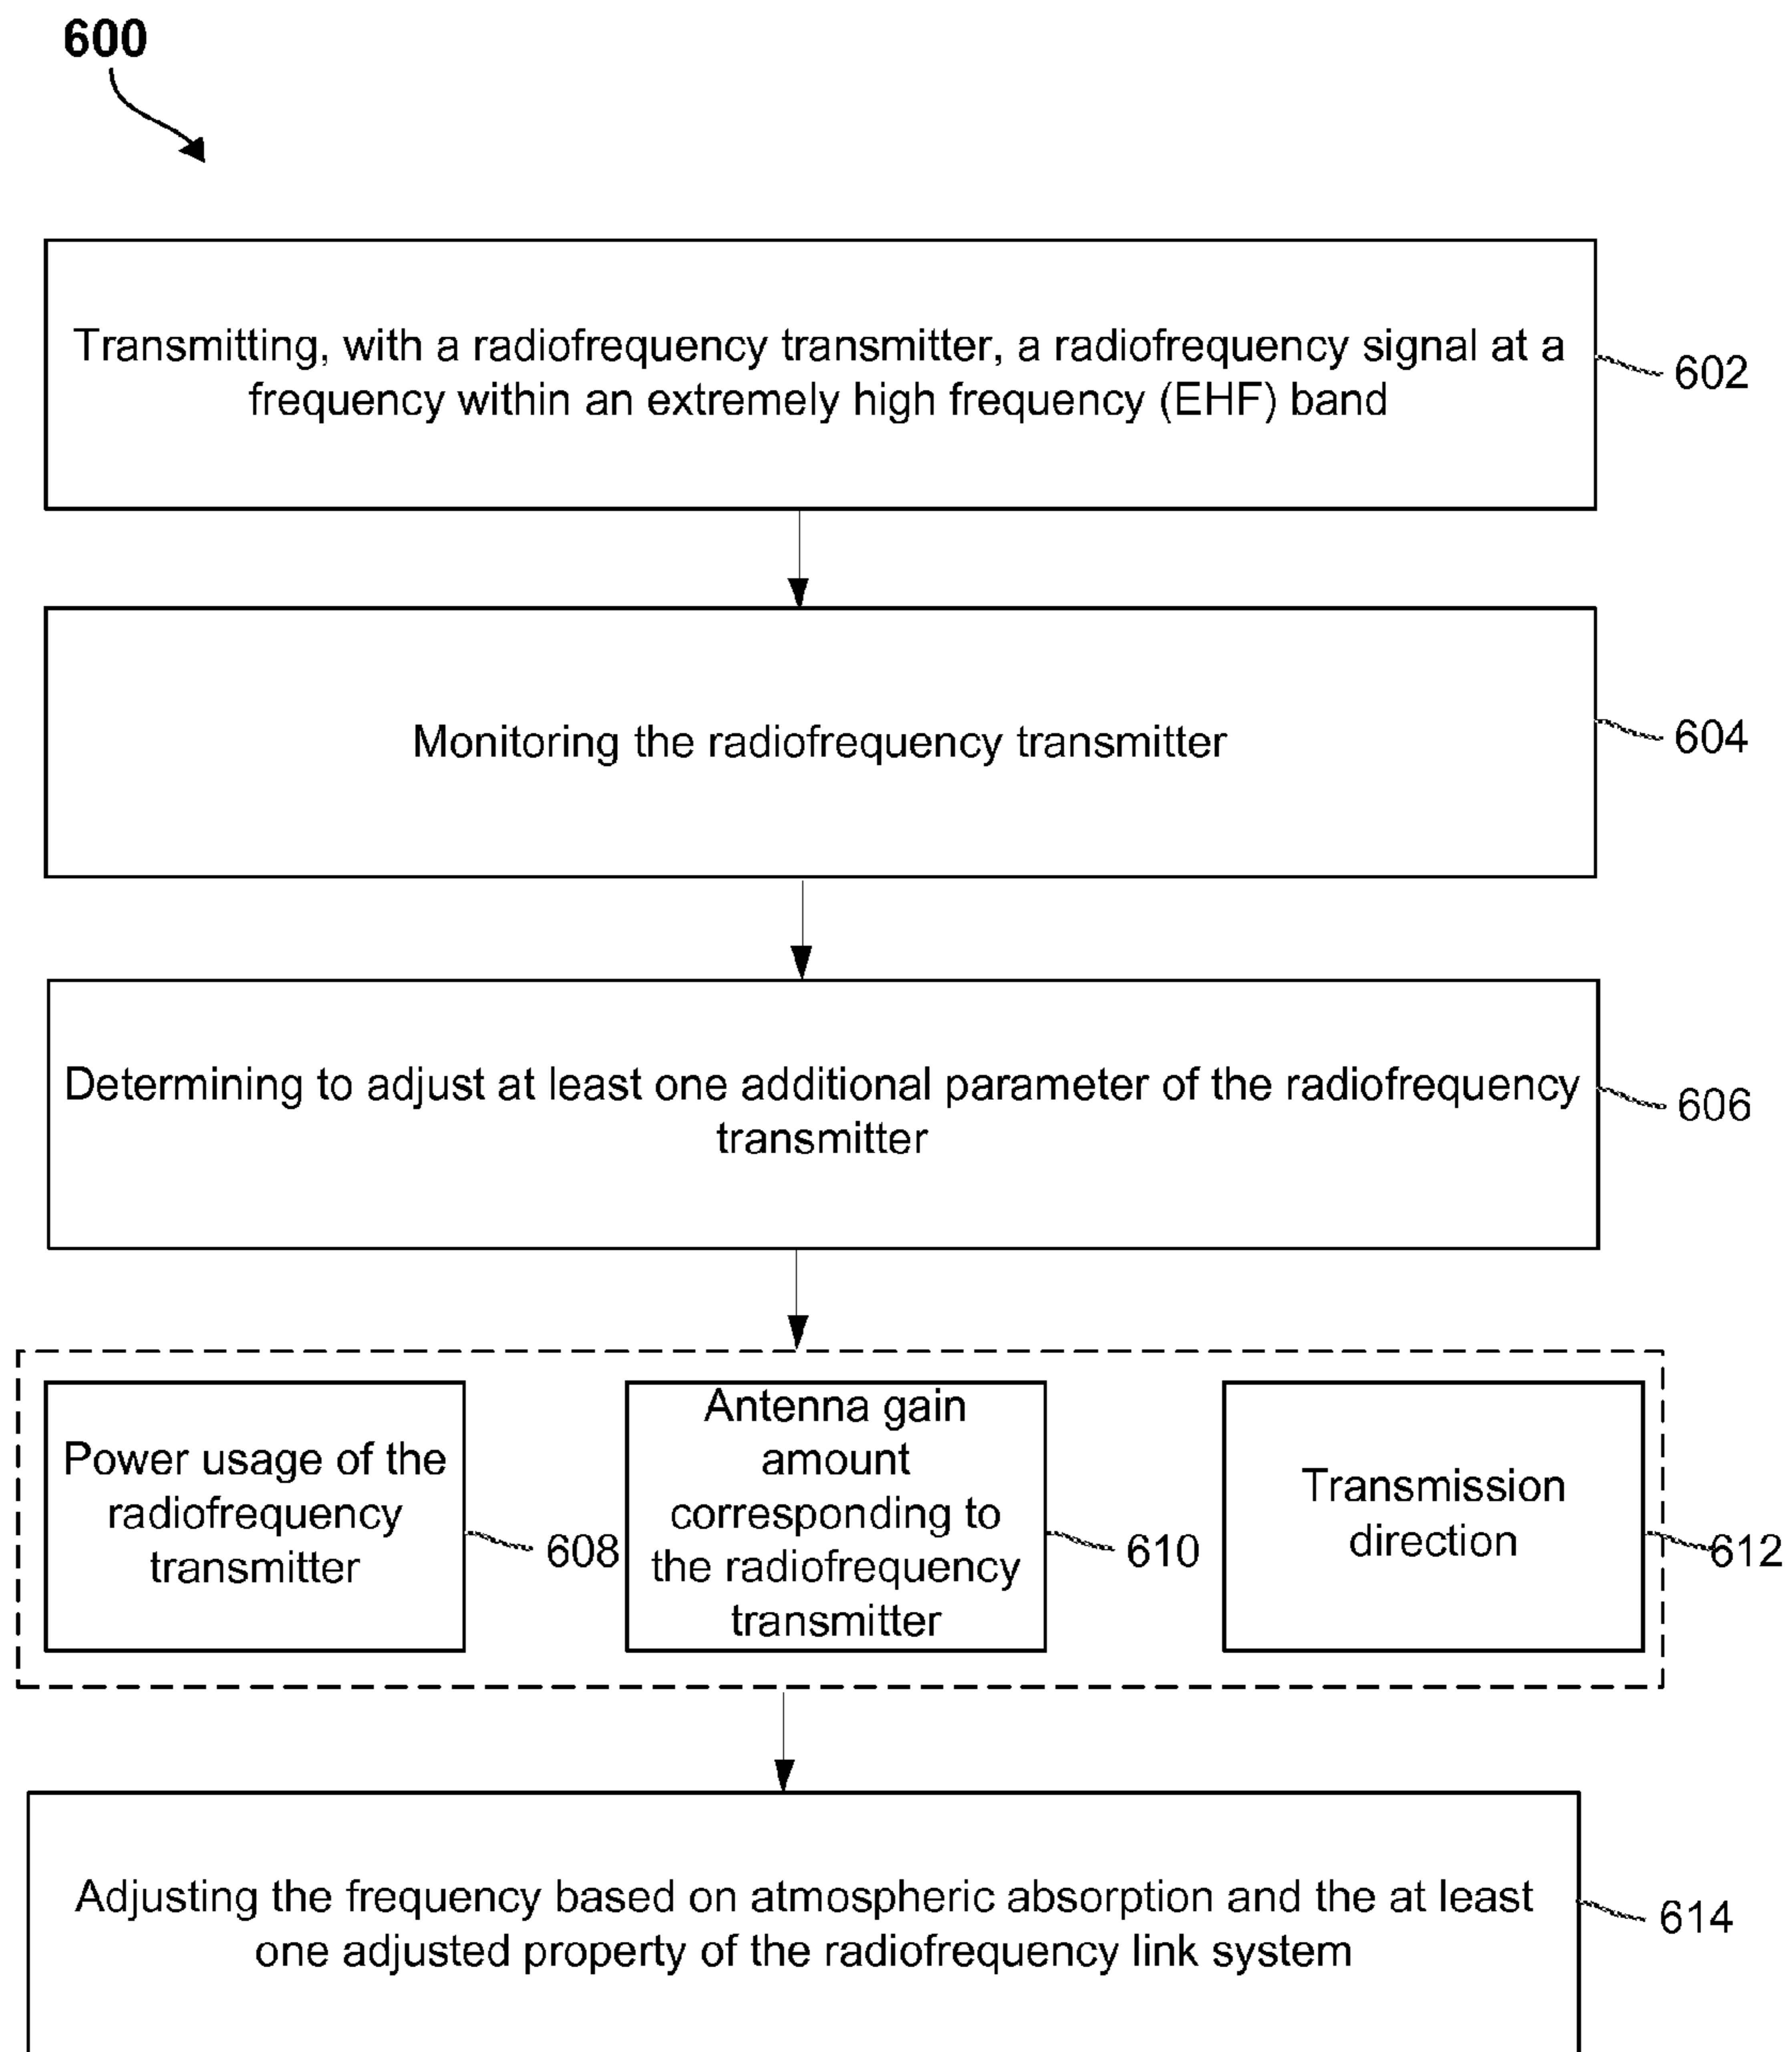 600
Transmitting, with a radiofrequency transmitter, a radiofrequency signal at a
frequency within an extremely high frequency (EHF) band
602
Monitoring the radiofrequency transmitter
604
Determining to adjust at least one additional parameter of the radiofrequency
transmitter
606
Power usage of the
radiofrequency
transmitter
608
Antenna gain
amount
corresponding to
the radiofrequency
transmitter
610
Transmission
direction
612
Adjusting the frequency based on atmospheric absorption and the at least
one adjusted property of the radiofrequency link system
614